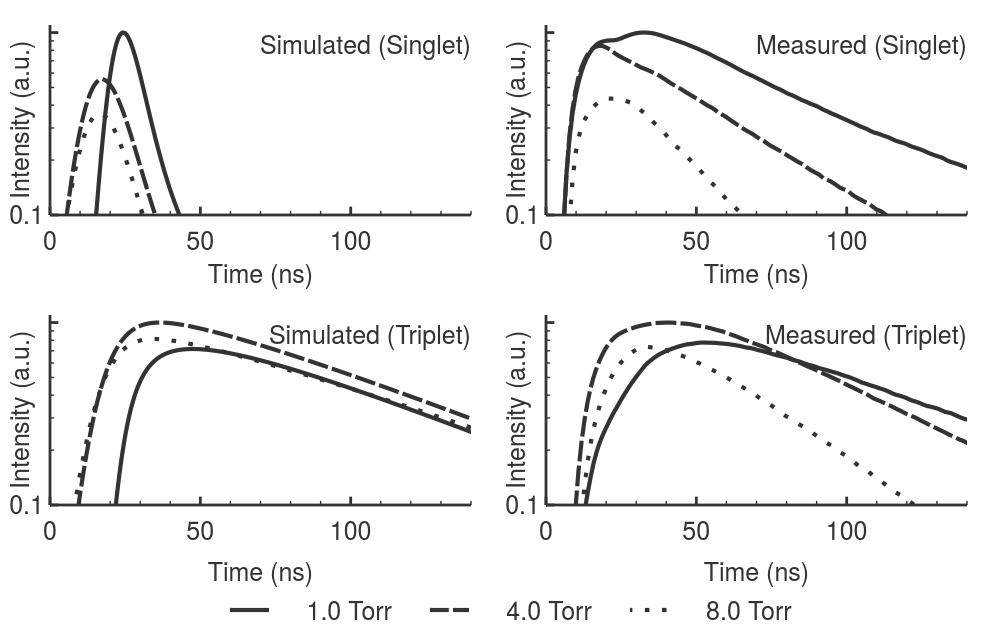 Simulated (Singlet)
Intensity (a.u.)
0.1
0 50 100
Time (ns)
Measured (Singlet)
Intensity (a.u.)
0.1
0 50 100
Time (ns)
Simulated (Triplet)
Intensity (a.u.)
0.1
0 50 100
Time (ns)
Measured (Triplet)
Intensity (a.u.)
0.1
0 50 100
Time (ns)
1.0 Torr 4.0 Torr 8.0 Torr